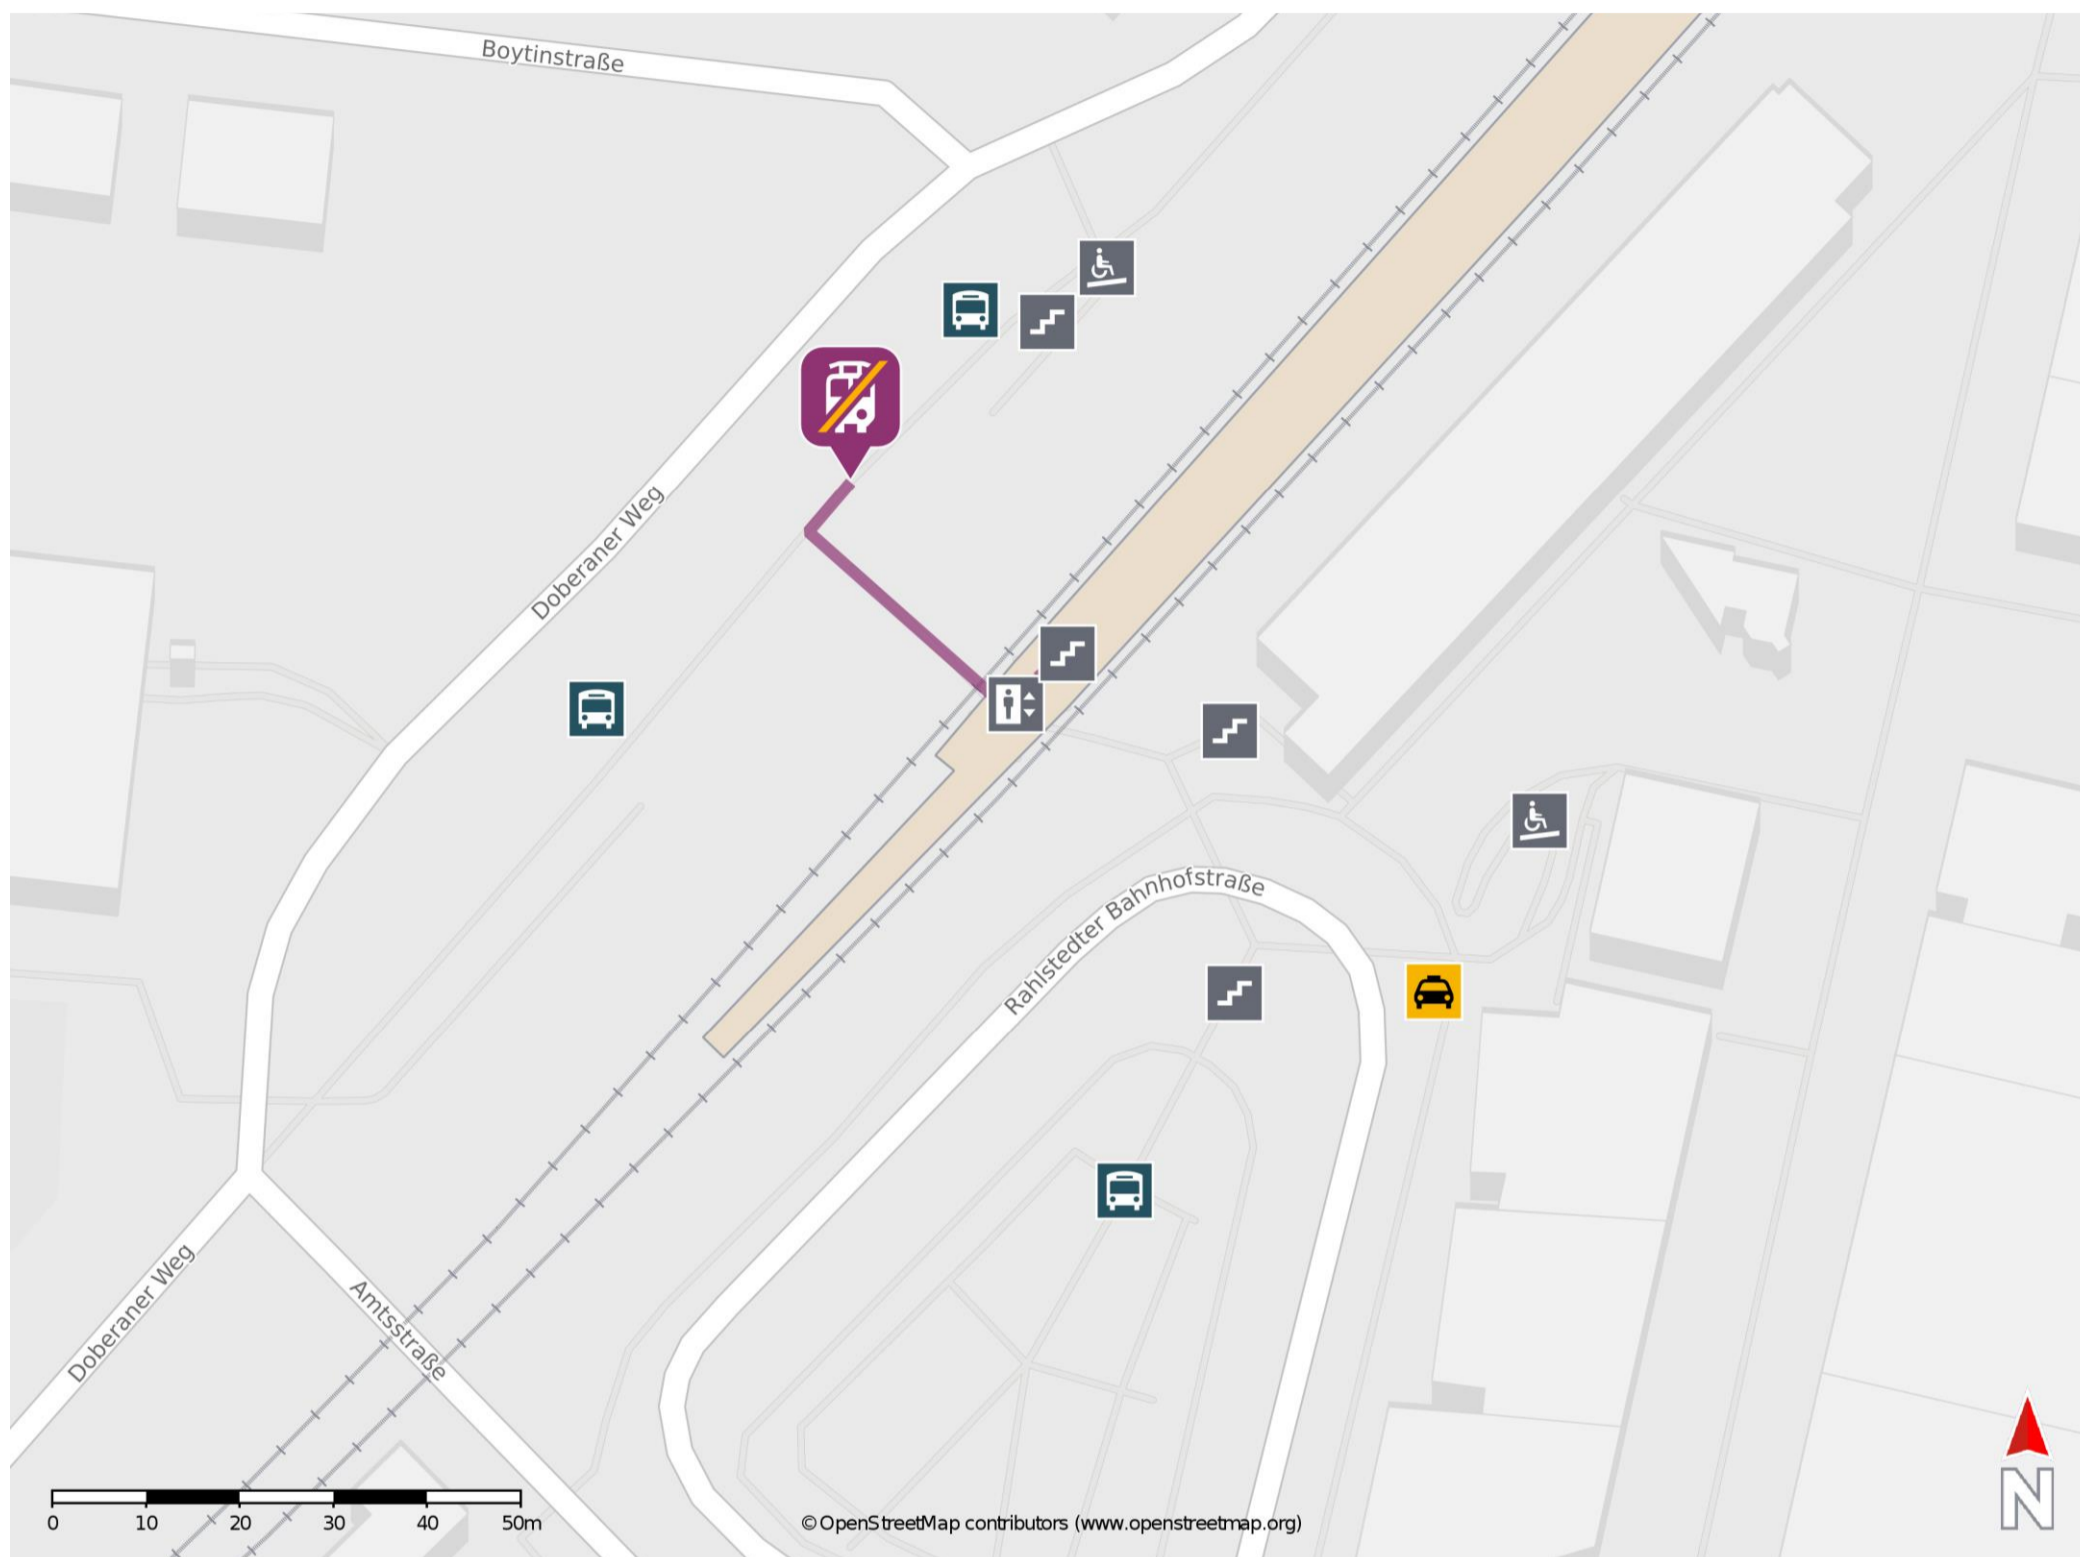 Boytinstraße
Doberaner Weg
Rahlstedter Bahnhofstraße
Doberaner Weg
Amtsstraße
0 10 20 30 40 50m
© OpenStreetMap contributors (www.openstreetmap.org)
N